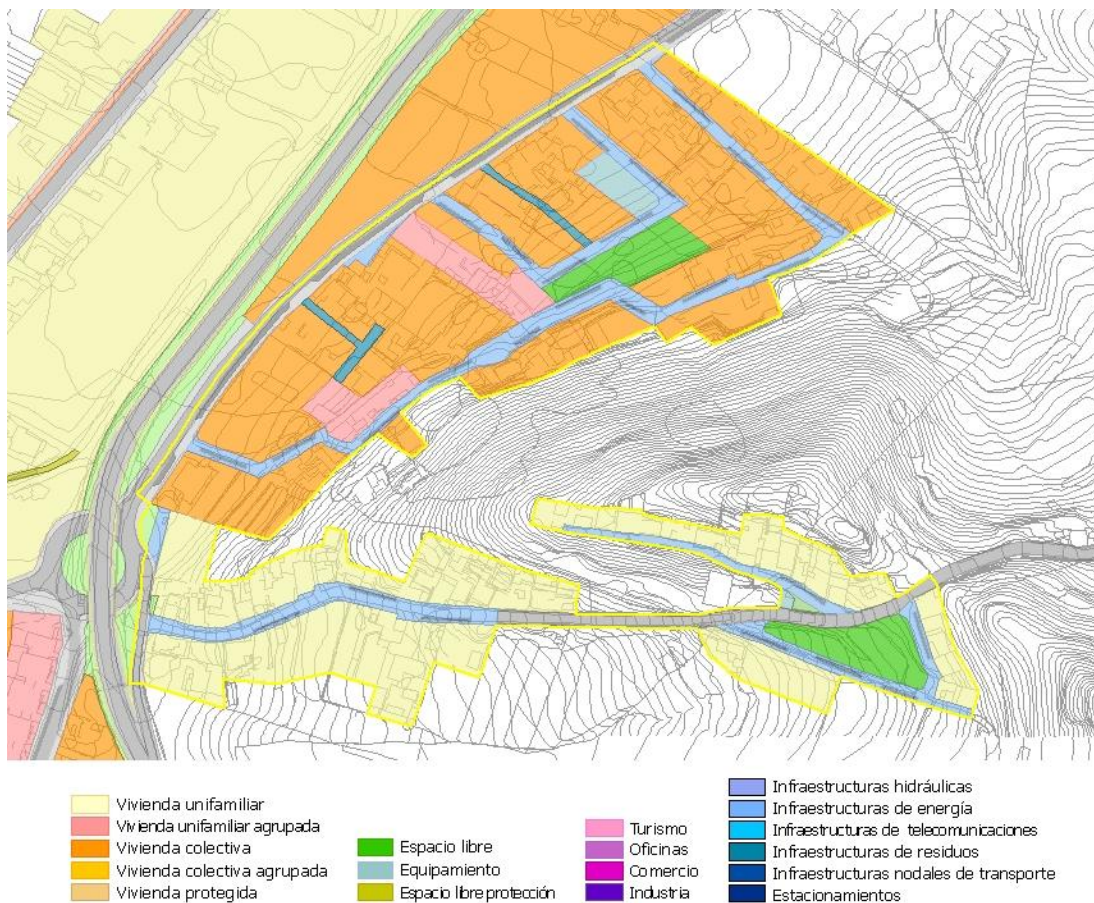 Vivienda unifamiliar
Vivienda unifamiliar agrupada
Vivienda colectiva
Vivienda colectiva agrupada
Vivienda protegida
Espacio libre
Equipamiento
Espacio libre protección
Turismo
Oficinas
Comercio
Industria
Infraestructuras hidráulicas
Infraestructuras de energía
Infraestructuras de telecomunicaciones
Infraestructuras de residuos
Infraestructuras nodales de transporte
Estacionamientos